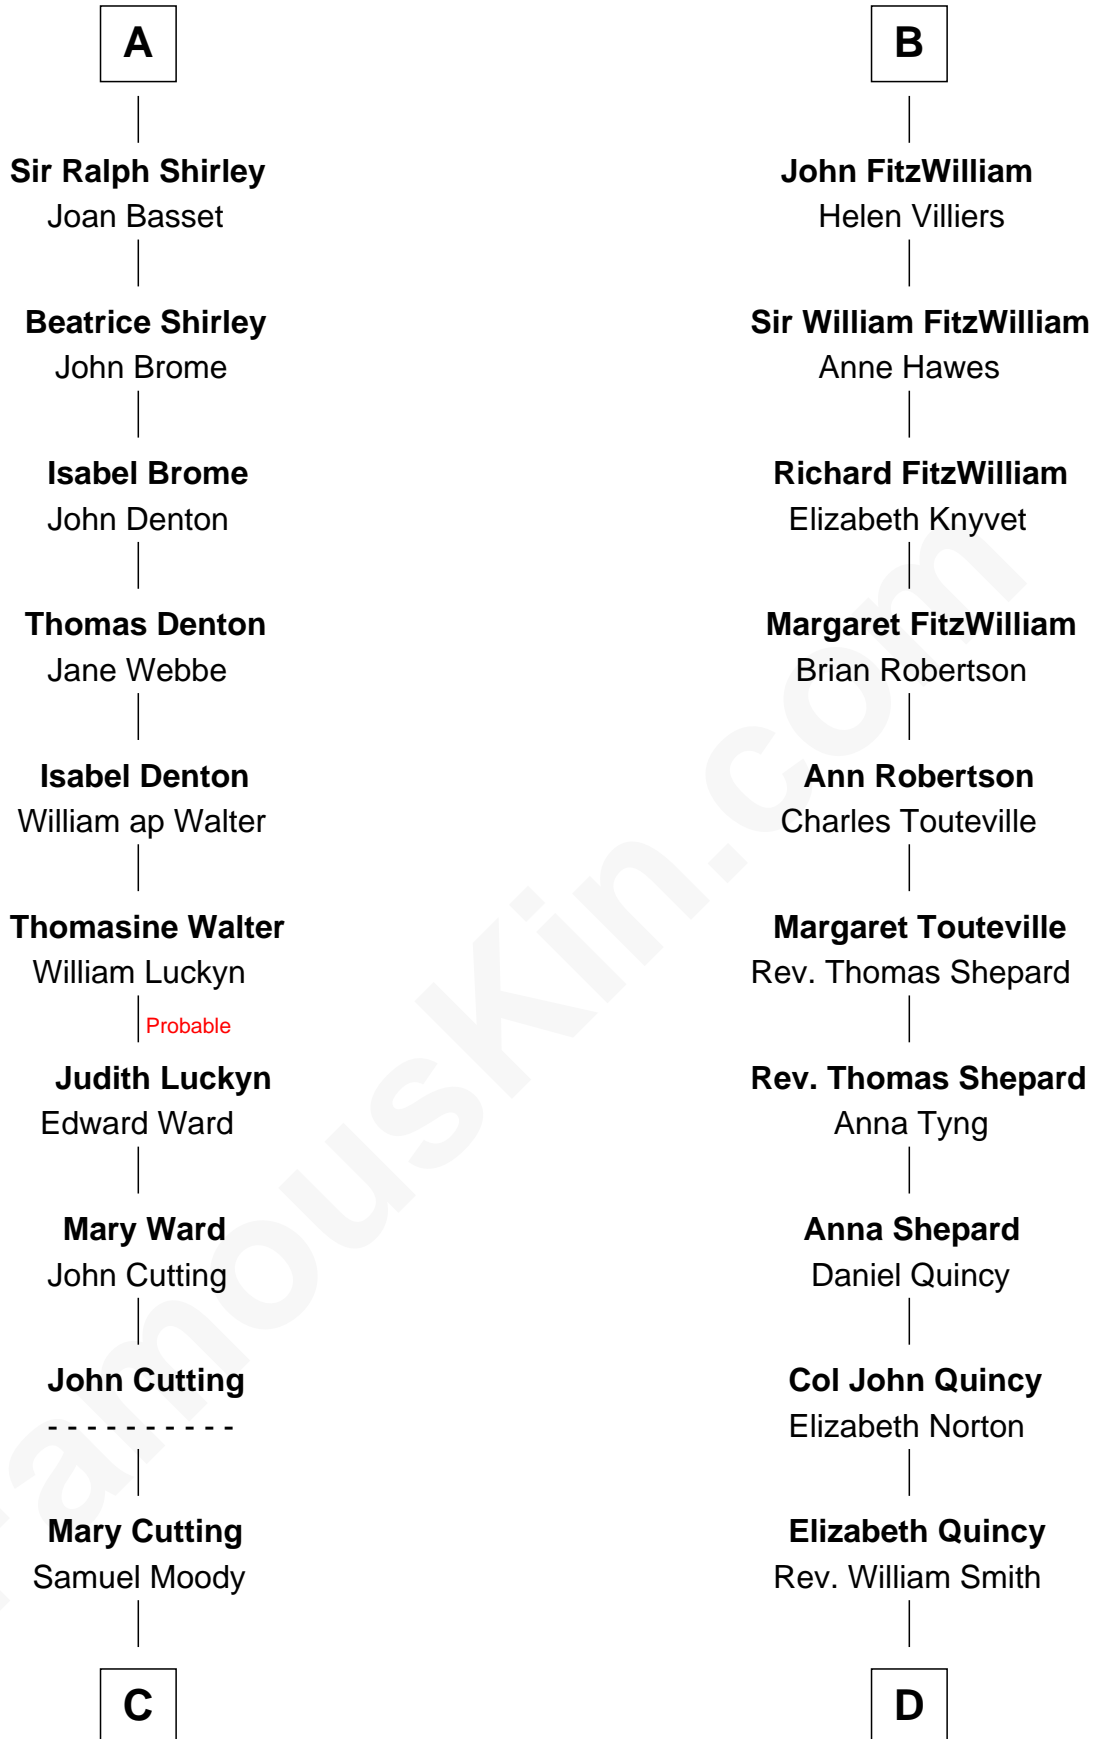 A
Sir Ralph Shirley
Joan Basset
Beatrice Shirley
John Brome
Isabel Brome
John Denton
Thomas Denton
Jane Webbe
Isabel Denton
William ap Walter
Thomasine Walter
William Luckyn
Probable
Judith Luckyn
Edward Ward
Mary Ward
John Cutting
John Cutting
- - - - - - - - - -
Mary Cutting
Samuel Moody
C
B
John FitzWilliam
Helen Villiers
Sir William FitzWilliam
Anne Hawes
Richard FitzWilliam
Elizabeth Knyvet
Margaret FitzWilliam
Brian Robertson
Ann Robertson
Charles Touteville
Margaret Touteville
Rev. Thomas Shepard
Rev. Thomas Shepard
Anna Tyng
Anna Shepard
Daniel Quincy
Col John Quincy
Elizabeth Norton
Elizabeth Quincy
Rev. William Smith
D
FamousKin.com